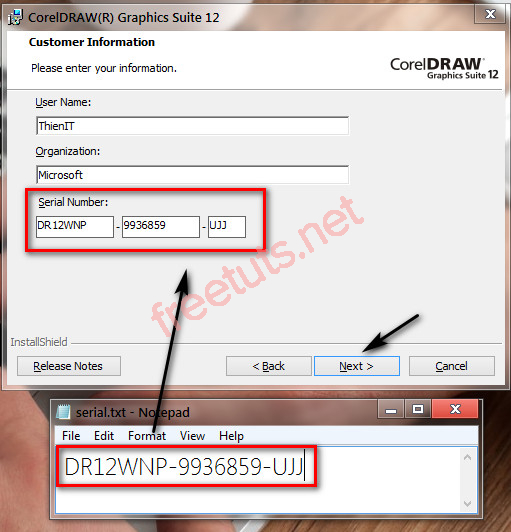 CorelDRAW(R) Graphics Suite 12
Customer Information
Please enter your information.
CorelDRAW
Graphics Suite 12
User Name:
ThienIT
Organization:
Microsoft
Serial Number:
DR12WNP - 9936859 - UJJ
freetuts.net
InstallShield
Release Notes < Back Next > Cancel
serial.txt - Notepad
File Edit Format View Help
DR12WNP-9936859-UJJ